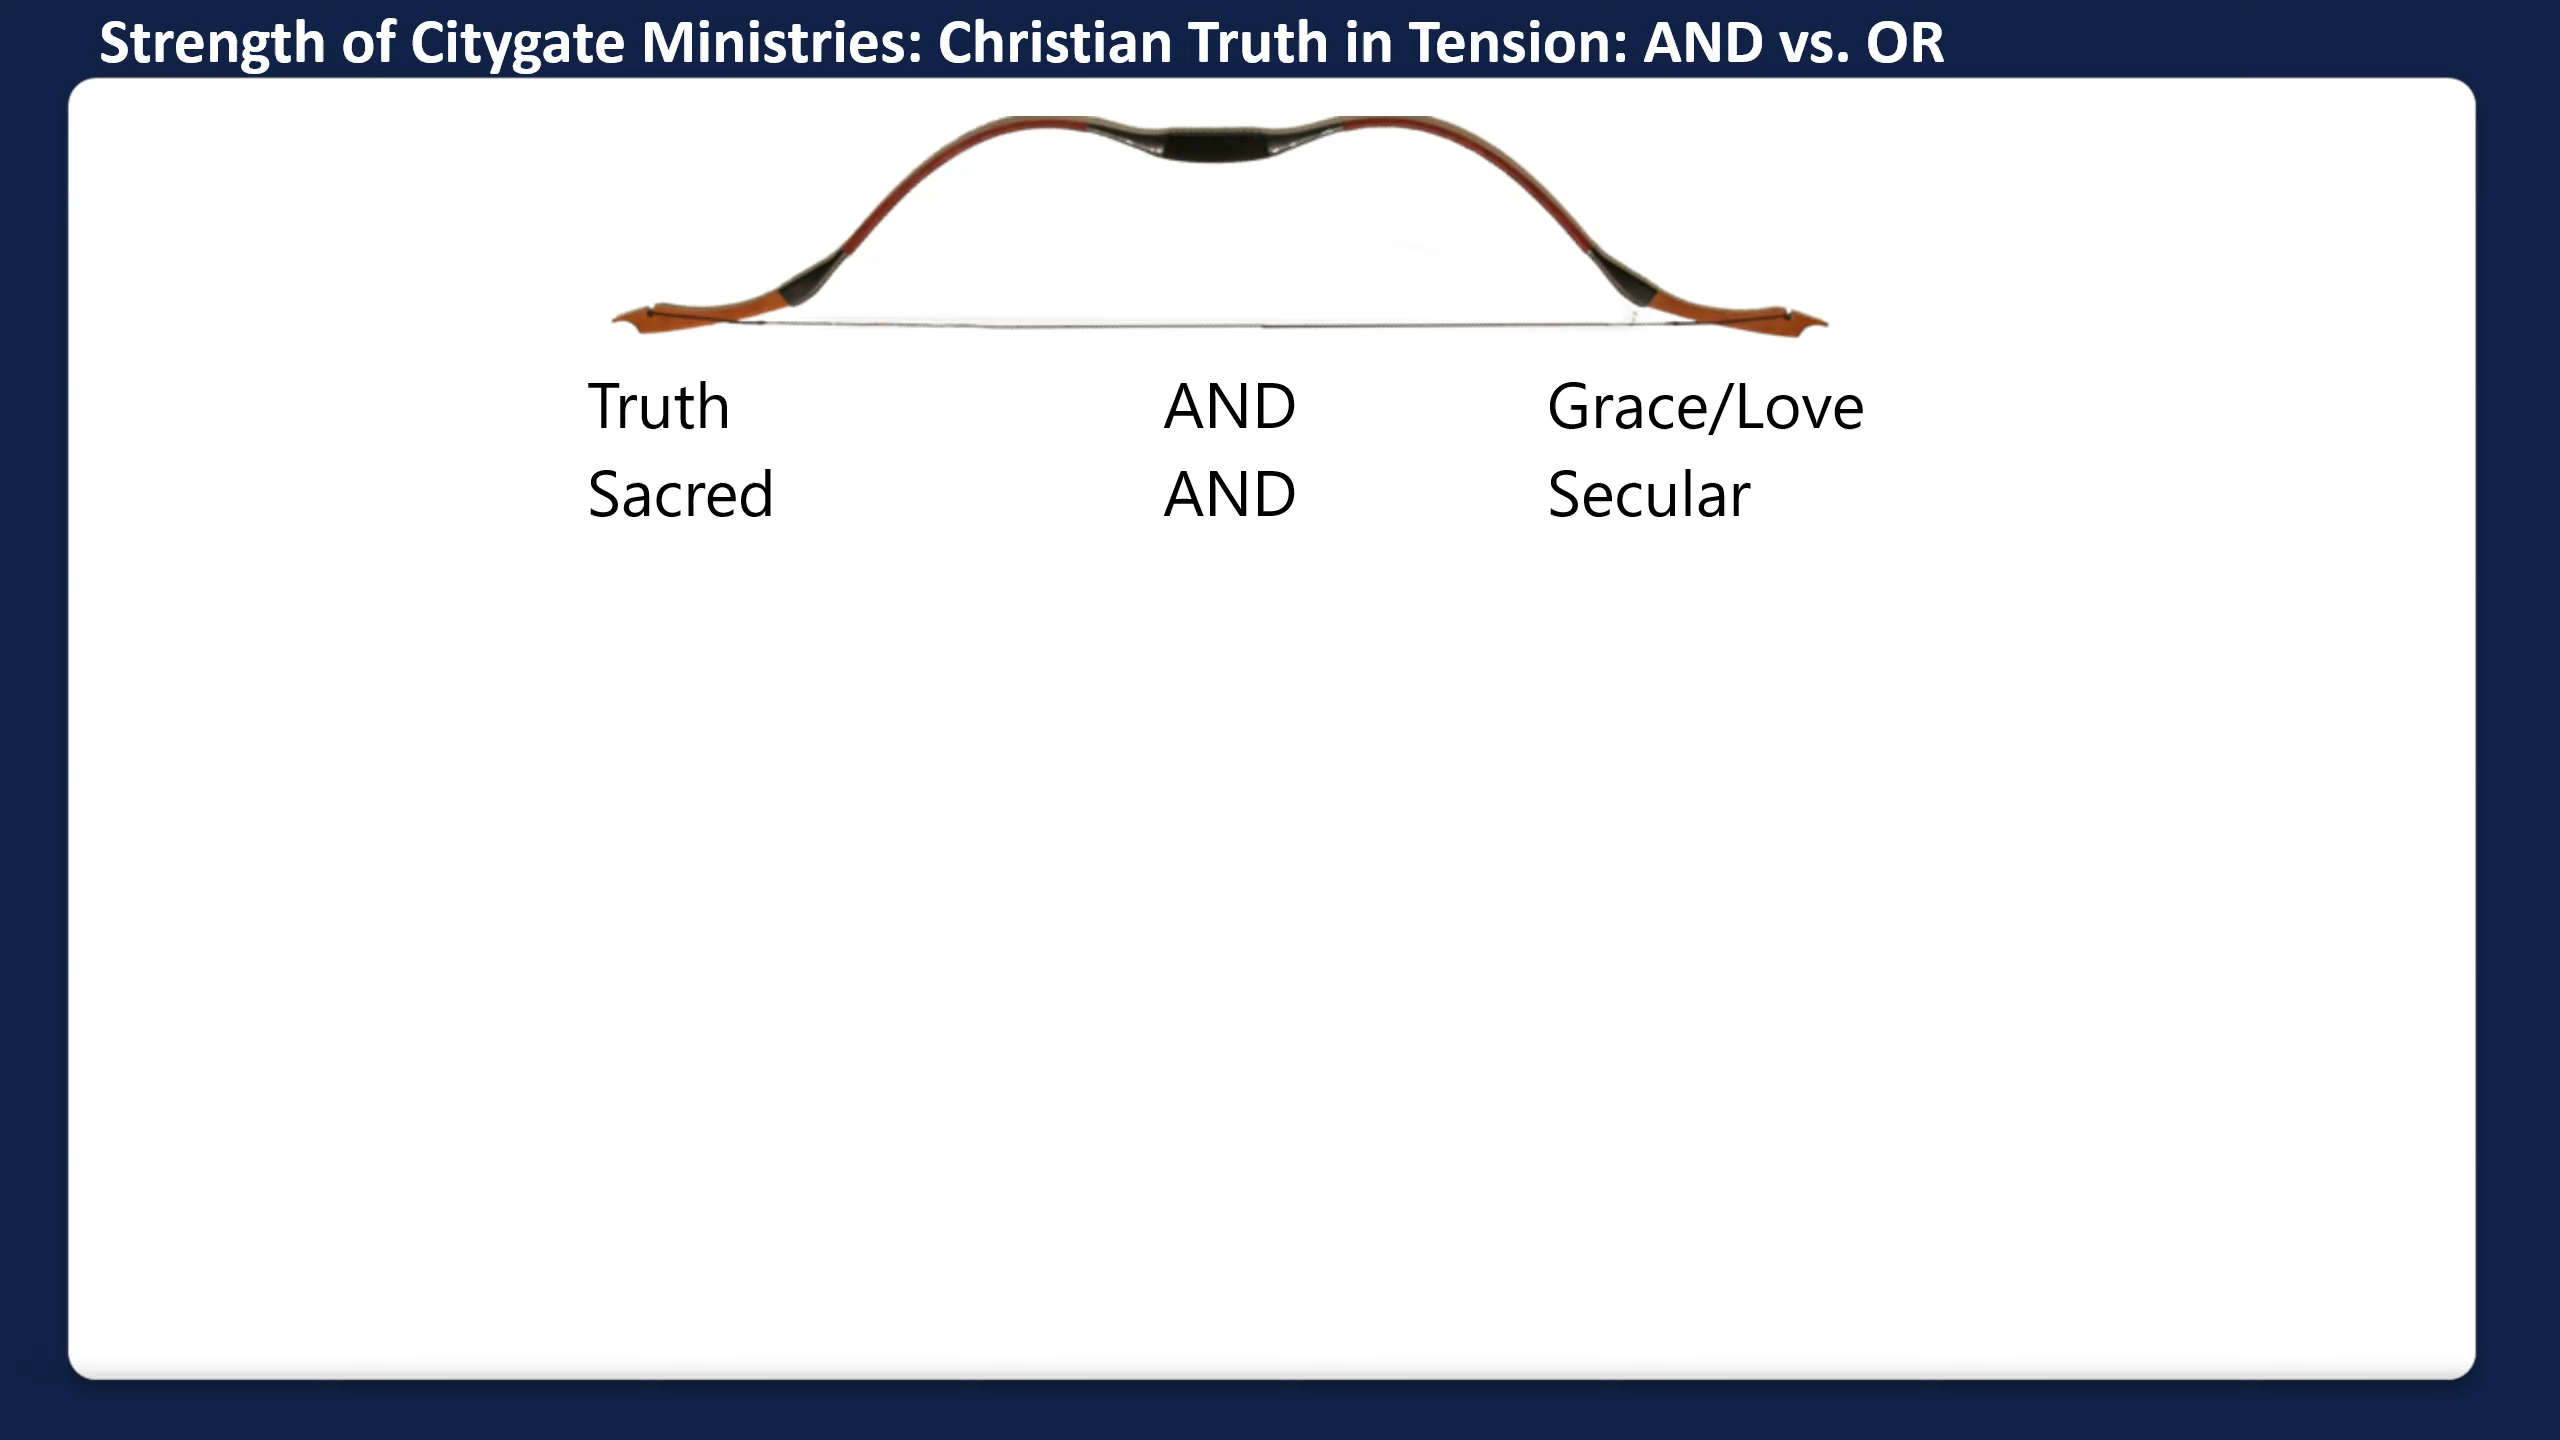 Strength of Citygate Ministries: Christian Truth in Tension: AND vs. OR
Truth AND Grace/Love
Sacred AND Secular